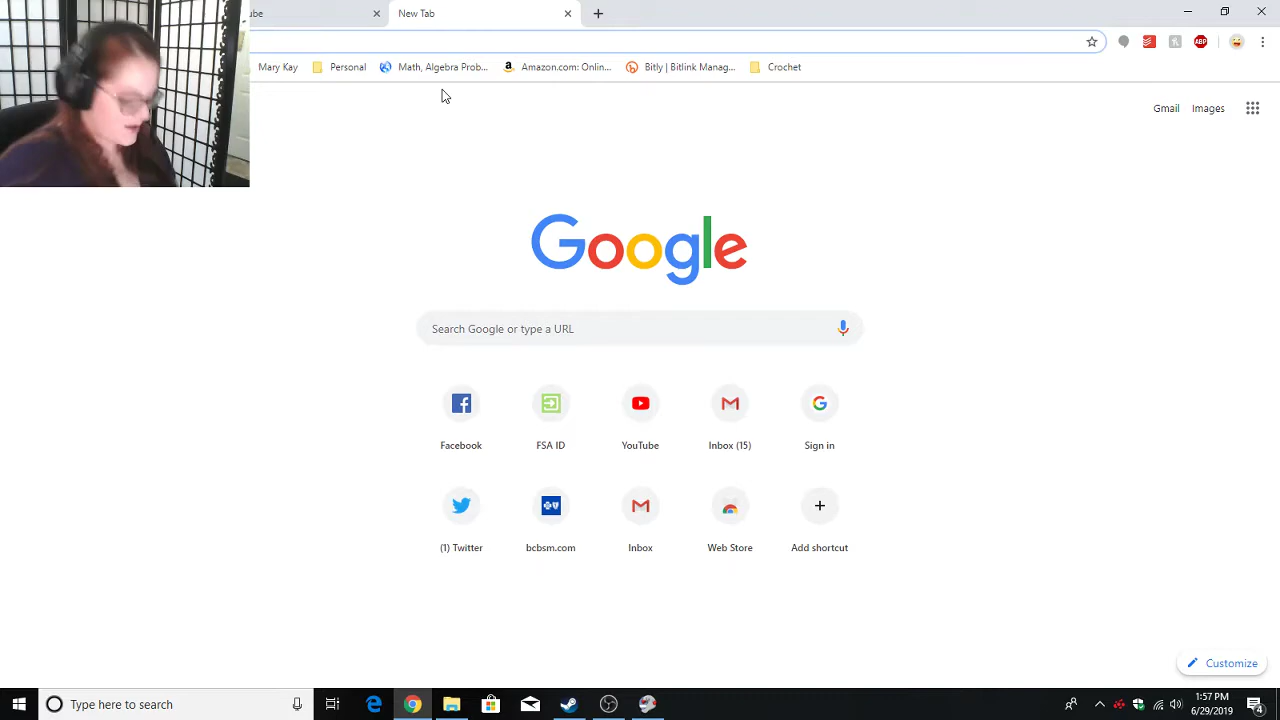 ube
New Tab
Mary Kay
Personal
Math, Algebra Prob...
Amazon.com: Onlin...
Bitly | Bitlink Manag...
Crochet
ABP
Gmail
Images
Google
Search Google or type a URL
Facebook
FSA ID
YouTube
Inbox (15)
Sign in
(1) Twitter
bcbsm.com
Inbox
Web Store
Add shortcut
Customize
Type here to search
1:57 PM
6/29/2019
4